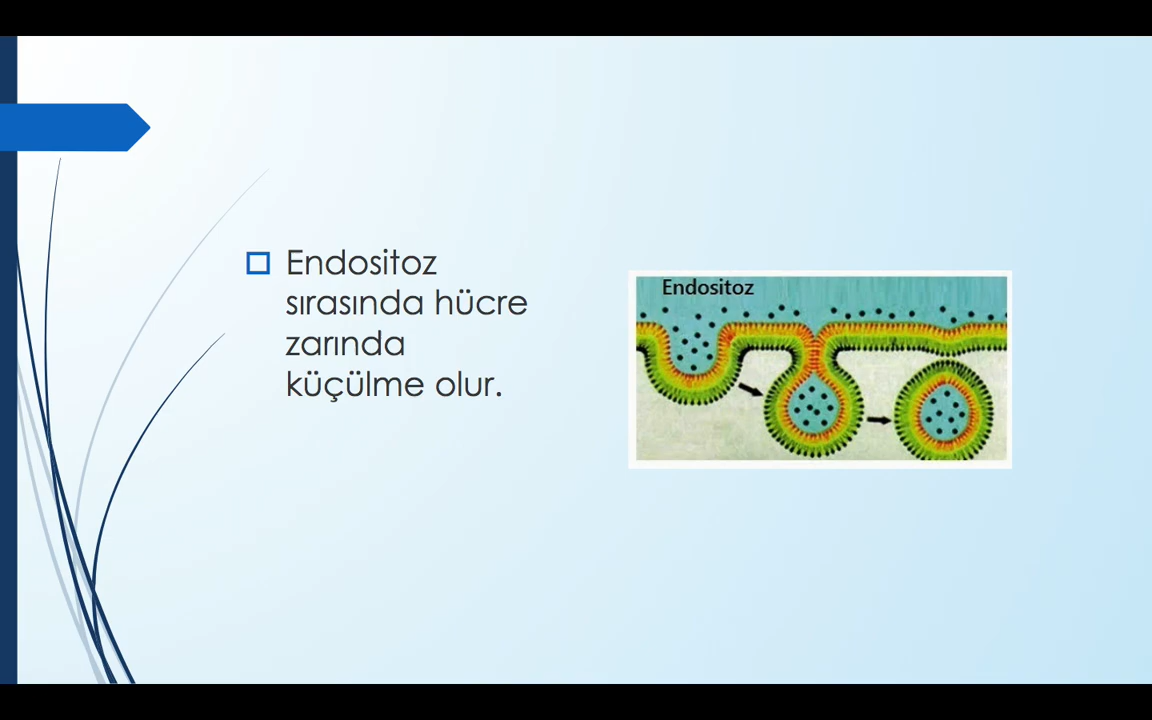 Endositoz
sırasında hücre
zarında
küçülme olur.
Endositoz